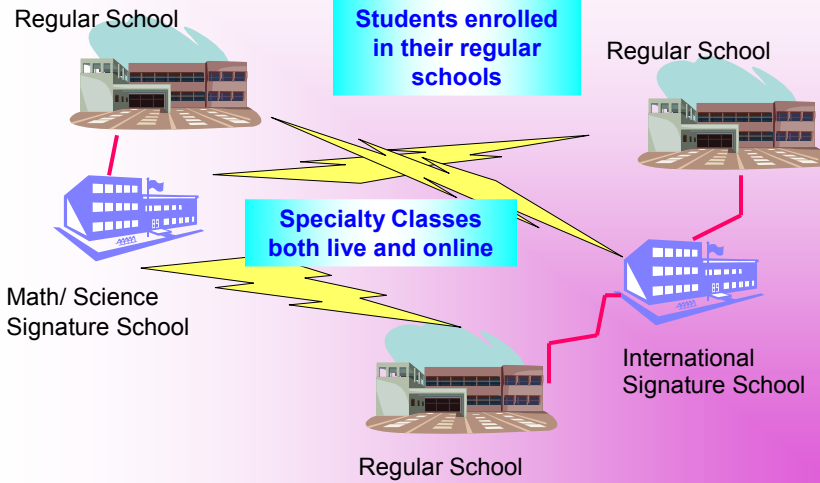 Regular School
Students enrolled
in their regular
schools
Regular School
Specialty Classes
both live and online
Math/ Science
Signature School
International
Signature School
Regular School